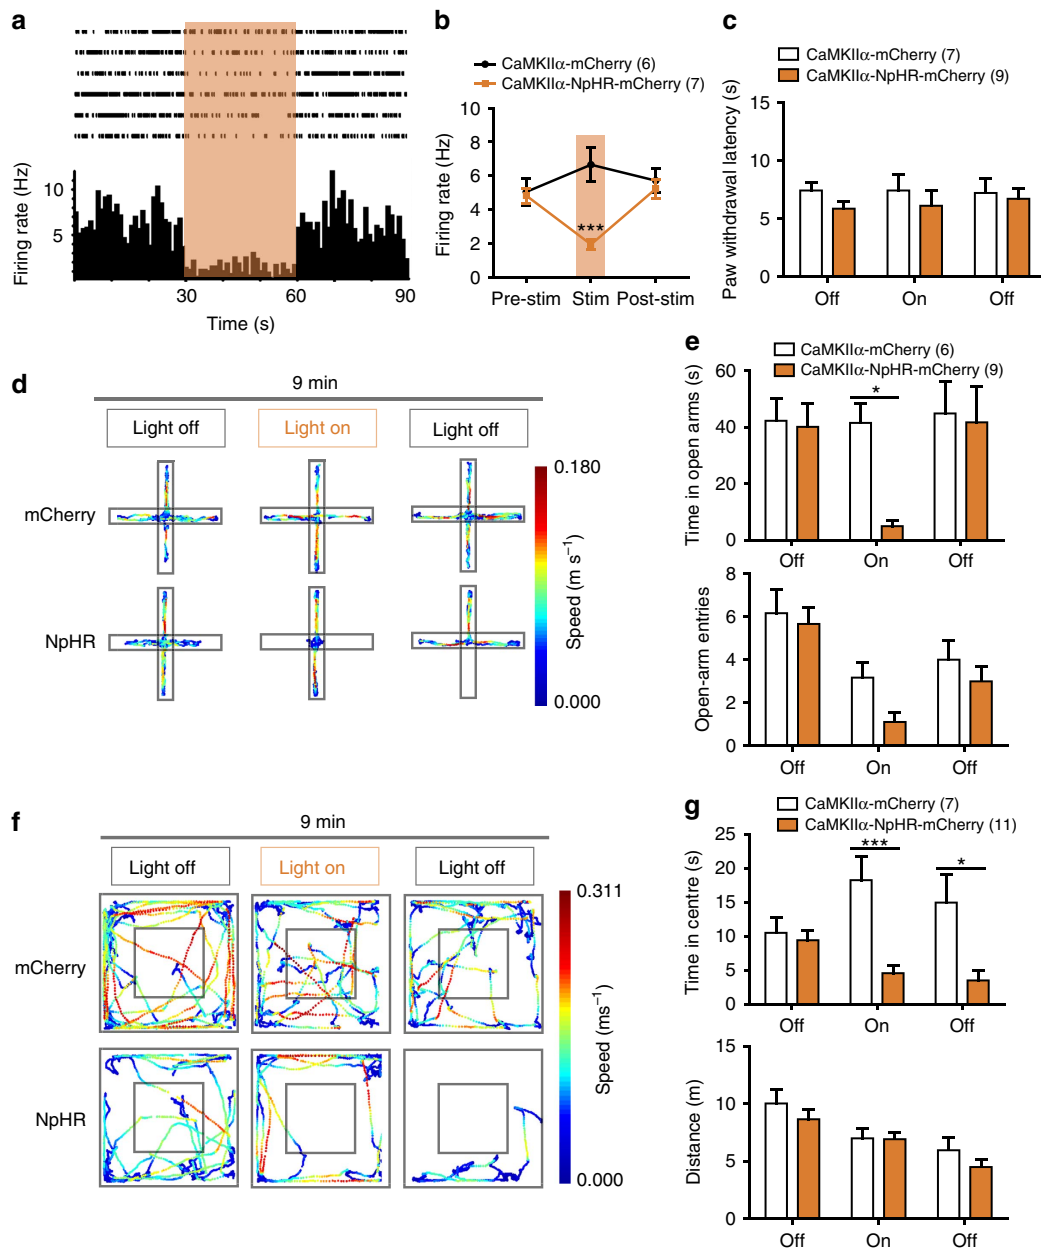 a
Firing rate (Hz)
10
5
30
60
90
Time (s)
b
CaMKIIα-mCherry (6)
CaMKIIα-NpHR-mCherry (7)
Firing rate (Hz)
10
8
6
4
2
0
***
Pre-stim
Stim
Post-stim
c
CaMKIIα-mCherry (7)
CaMKIIα-NpHR-mCherry (9)
Paw withdrawal latency (s)
15
10
5
0
Off
On
Off
d
9 min
Light off
Light on
Light off
mCherry
NpHR
0.180
Speed (m s−1)
0.000
e
CaMKIIα-mCherry (6)
CaMKIIα-NpHR-mCherry (9)
Time in open arms (s)
60
40
20
0
*
Off
On
Off
Open-arm entries
8
6
4
2
0
Off
On
Off
f
9 min
Light off
Light on
Light off
mCherry
NpHR
0.311
Speed (ms−1)
0.000
g
CaMKIIα-mCherry (7)
CaMKIIα-NpHR-mCherry (11)
Time in centre (s)
25
20
15
10
5
0
***
*
Off
On
Off
Distance (m)
15
10
5
0
Off
On
Off